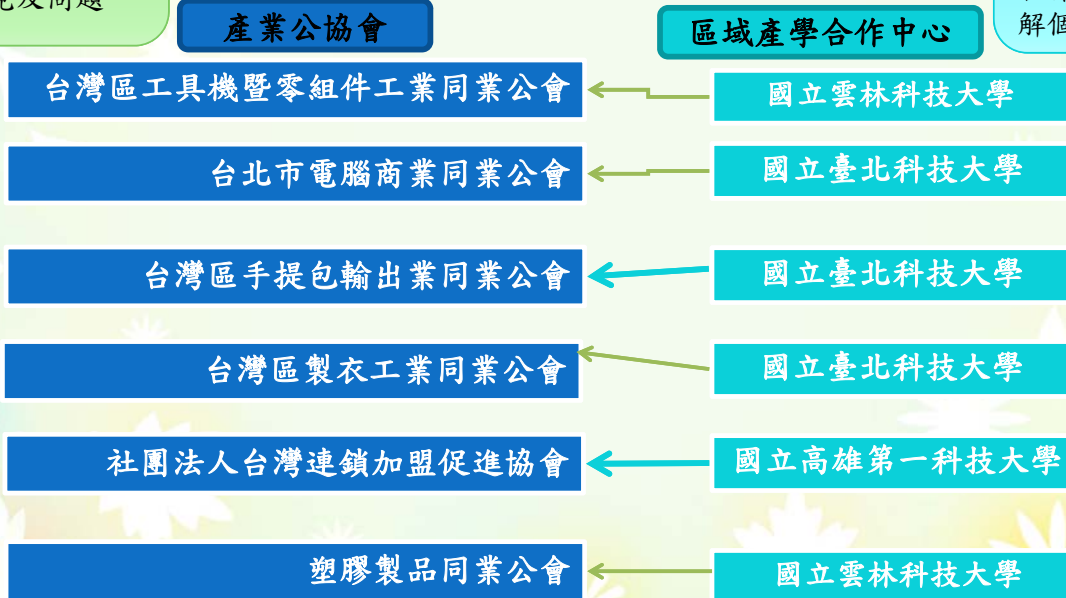 及問題
產業公協會
區域產學合作中心
解個
台灣區工具機暨零組件工業同業公會
國立雲林科技大學
台北市電腦商業同業公會
國立臺北科技大學
台灣區手提包輸出業同業公會
國立臺北科技大學
台灣區製衣工業同業公會
國立臺北科技大學
社團法人台灣連鎖加盟促進協會
國立高雄第一科技大學
塑膠製品同業公會
國立雲林科技大學